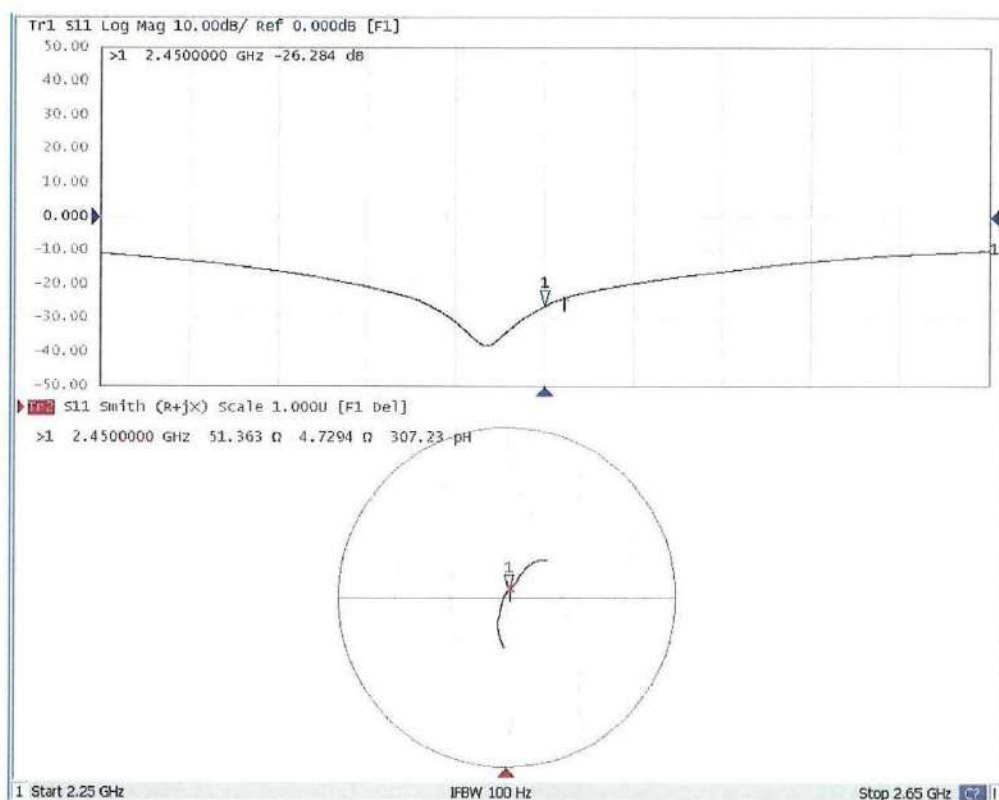 Tr1 S11 Log Mag 10.00dB/ Ref 0.000dB [F1]
50.00
>1 2.4500000 GHz -26.284 dB
40.00
30.00
20.00
10.00
0.000
-10.00
1
-20.00
1
-30.00
-40.00
-50.00
Tr2 S11 Smith (R+jX) Scale 1.000U [F1 Del]
>1 2.4500000 GHz 51.363 Ω 4.7294 Ω 307.23 pH
1
1 Start 2.25 GHz IFBW 100 Hz Stop 2.65 GHz C?